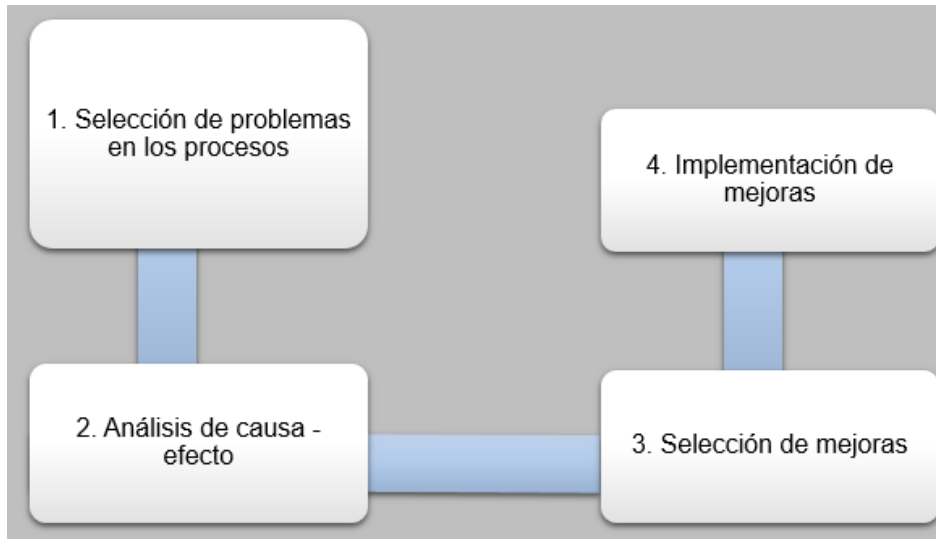 1. Selección de problemas
en los procesos
2. Análisis de causa -
efecto
3. Selección de mejoras
4. Implementación de
mejoras